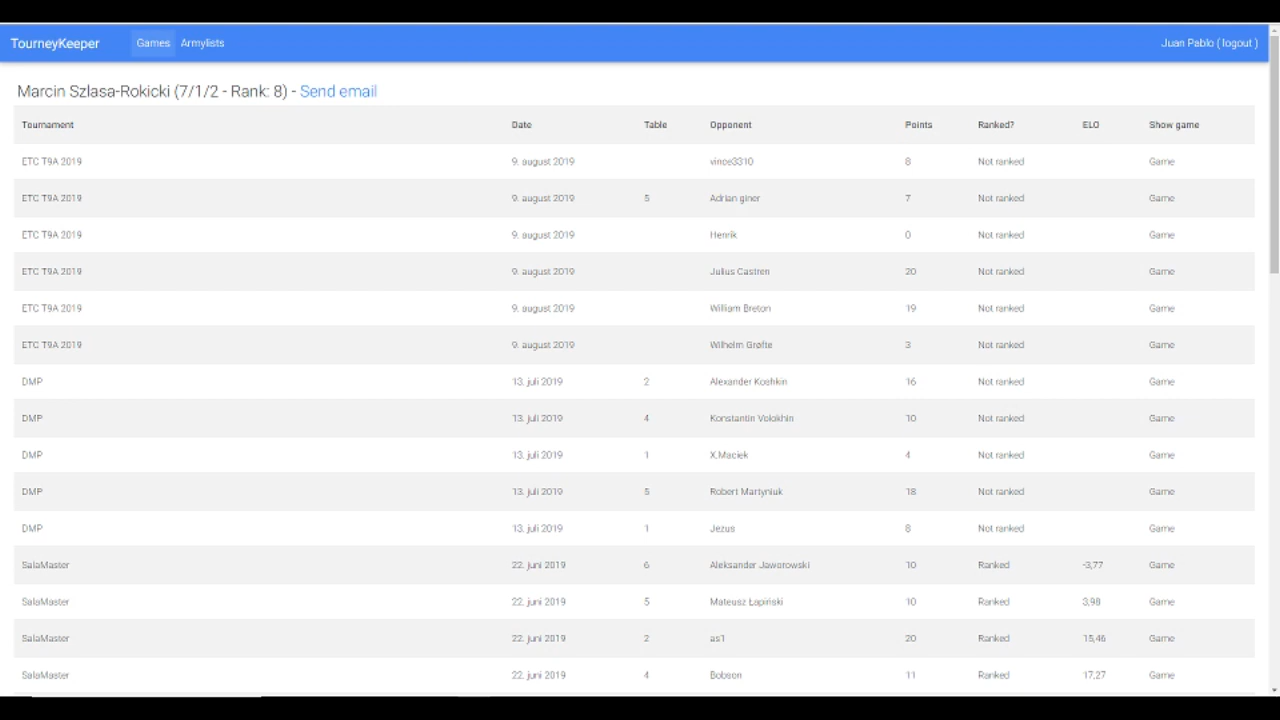 TourneyKeeper Games Armylists Juan Pablo ( logout )
Marcin Szlasa-Rokicki (7/1/2 - Rank: 8) - Send email
Tournament Date Table Opponent Points Ranked? ELO Show game
ETC T9A 2019 9. august 2019 vince3310 8 Not ranked Game
ETC T9A 2019 9. august 2019 5 Adrian giner 7 Not ranked Game
ETC T9A 2019 9. august 2019 Henrik 0 Not ranked Game
ETC T9A 2019 9. august 2019 Julius Castren 20 Not ranked Game
ETC T9A 2019 9. august 2019 William Breton 19 Not ranked Game
ETC T9A 2019 9. august 2019 Wilhelm Grøfte 3 Not ranked Game
DMP 13. juli 2019 2 Alexander Koshkin 16 Not ranked Game
DMP 13. juli 2019 4 Konstantin Volokhin 10 Not ranked Game
DMP 13. juli 2019 1 X.Maciek 4 Not ranked Game
DMP 13. juli 2019 5 Robert Martyniuk 18 Not ranked Game
DMP 13. juli 2019 1 Jezus 8 Not ranked Game
SalaMaster 22. juni 2019 6 Aleksander Jaworowski 10 Ranked -3,77 Game
SalaMaster 22. juni 2019 5 Mateusz Łapiński 10 Ranked 3,98 Game
SalaMaster 22. juni 2019 2 as1 20 Ranked 15,46 Game
SalaMaster 22. juni 2019 4 Bobson 11 Ranked 17,27 Game